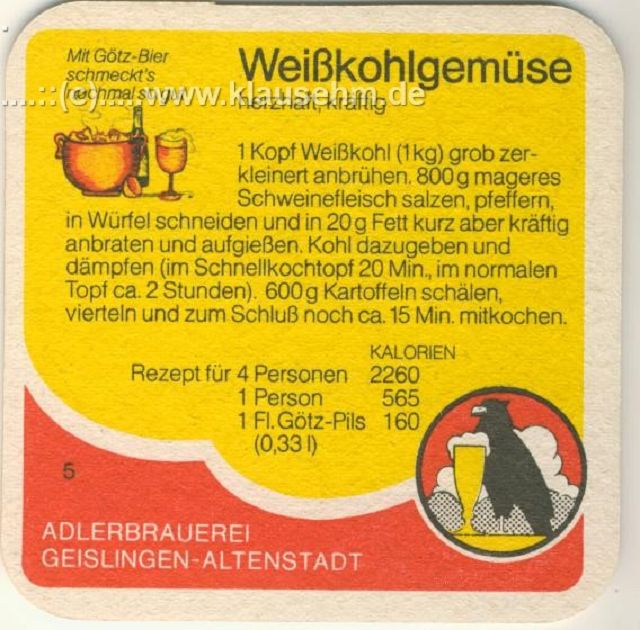 Mit Götz-Bier
schmeckt's
nochmal so gut
Weißkohlgemüse
herzhaft, kräftig
....::(c)....www.klausehm.de
1 Kopf Weißkohl (1kg) grob zer-
kleinert anbrühen. 800g mageres
Schweinefleisch salzen, pfeffern,
in Würfel schneiden und in 20g Fett kurz aber kräftig
anbraten und aufgießen. Kohl dazugeben und
dämpfen (im Schnellkochtopf 20 Min., im normalen
Topf ca. 2 Stunden). 600g Kartoffeln schälen,
vierteln und zum Schluß noch ca. 15 Min. mitkochen.
KALORIEN
Rezept für 4 Personen 2260
1 Person 565
1 Fl. Götz-Pils 160
(0,33 l)
5
ADLERBRAUEREI
GEISLINGEN-ALTENSTADT